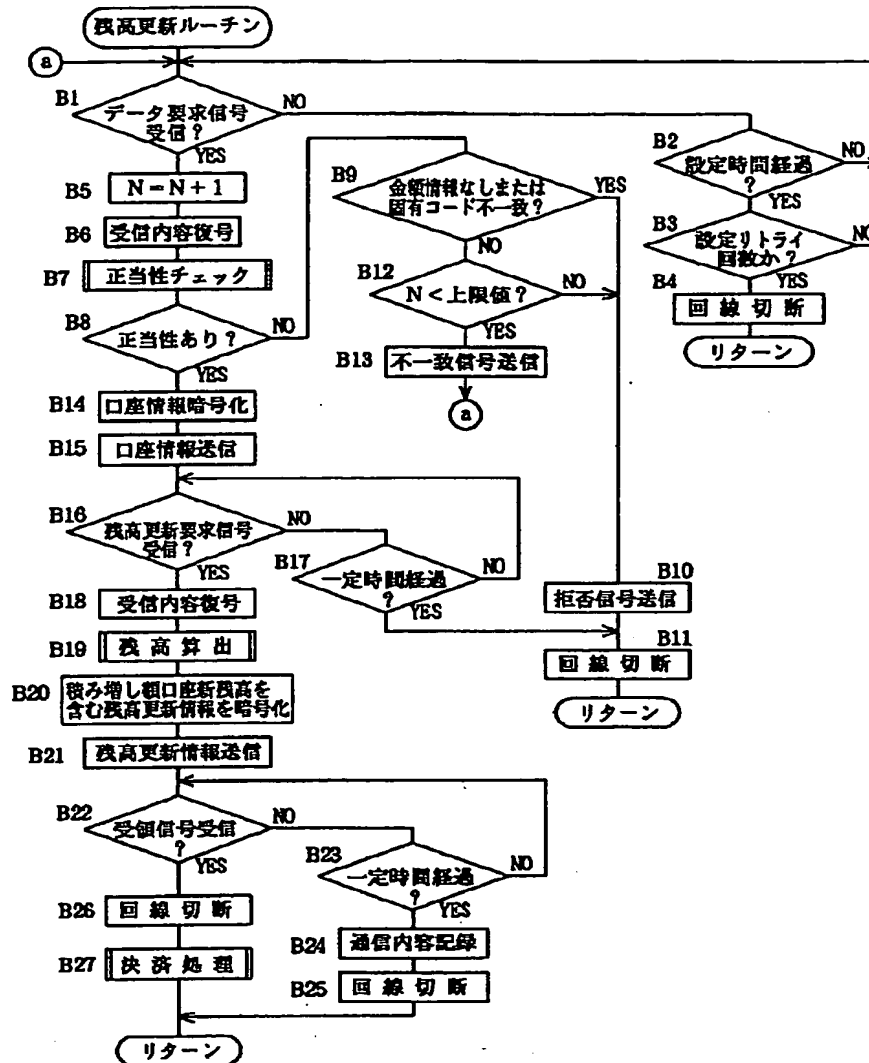 残高更新ルーチン
a
B1
データ要求信号
受信？
NO
YES
B2
設定時間経過
？
NO
YES
B3
設定リトライ
回数か？
NO
YES
B4
回線切断
リターン
B5
N＝N＋1
B6
受信内容復号
B7
正当性チェック
B8
正当性あり？
NO
YES
B9
金額情報なしまたは
固有コード不一致？
YES
NO
B12
N＜上限値？
NO
YES
B13
不一致信号送信
a
B14
口座情報暗号化
B15
口座情報送信
B16
残高更新要求信号
受信？
NO
YES
B17
一定時間経過
？
NO
YES
B10
拒否信号送信
B11
回線切断
リターン
B18
受信内容復号
B19
残高算出
B20
積み増し額口座新残高を
含む残高更新情報を暗号化
B21
残高更新情報送信
B22
受領信号受信
？
NO
YES
B23
一定時間経過
？
NO
YES
B24
通信内容記録
B25
回線切断
B26
回線切断
B27
決済処理
リターン